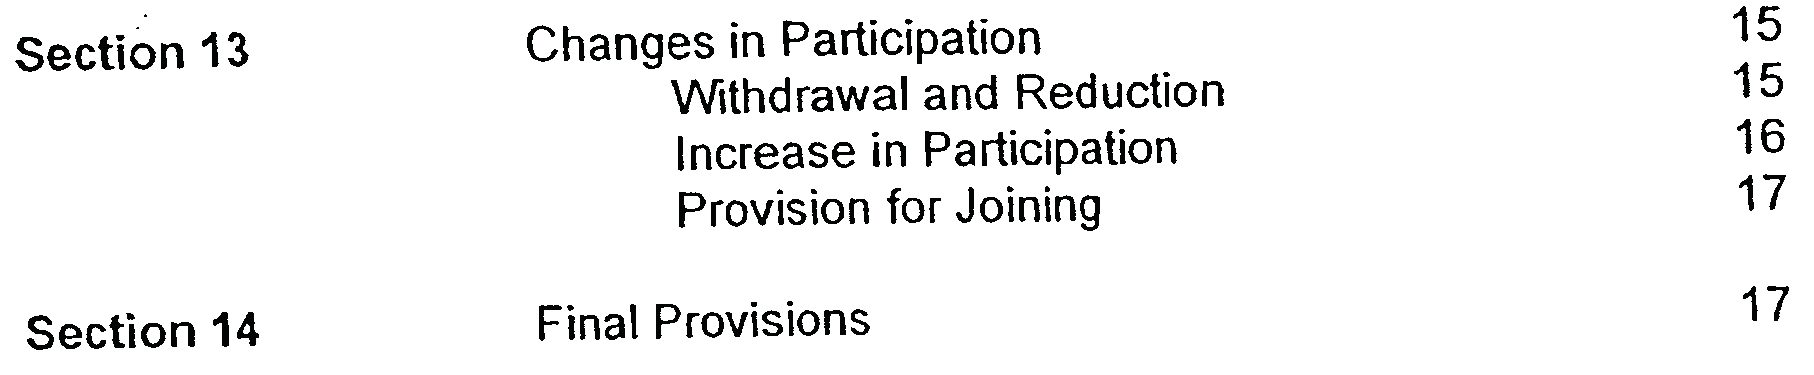 Section 13 Changes in Participation 15
Withdrawal and Reduction 15
Increase in Participation 16
Provision for Joining 17
Section 14 Final Provisions 17